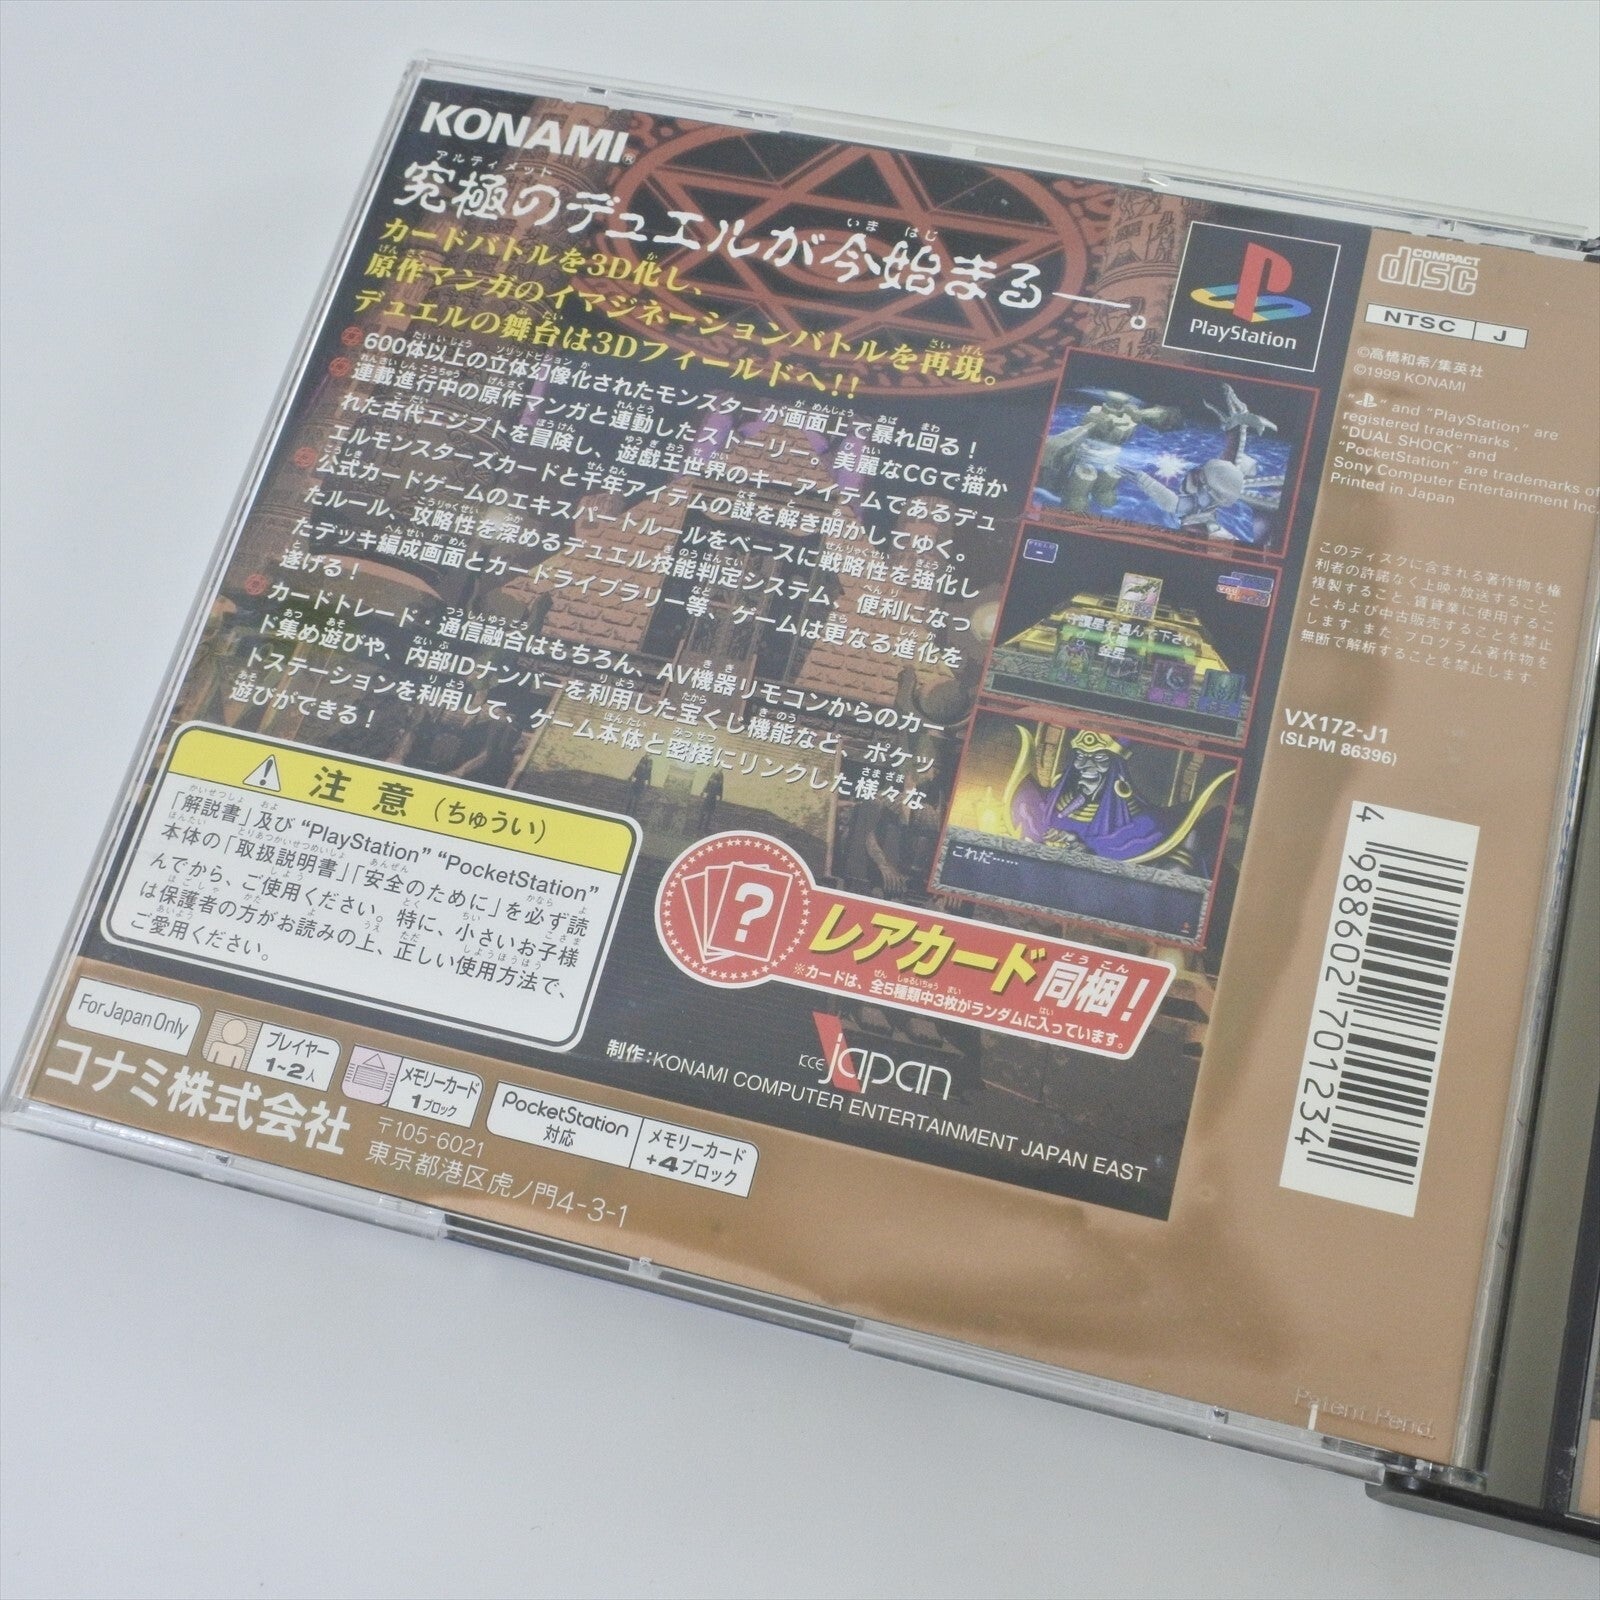 KONAMI®
アルティメット
究極のデュエルが今始まる―。
カードバトルを3D化し、
原作マンガのイマジネーションバトルを再現。
デュエルの舞台は3Dフィールドへ!!
600体以上の立体幻像化されたモンスターが画面上で暴れ回る!
連載進行中の原作マンガと連動したストーリー。美麗なCGで描か
れた古代エジプトを冒険し、遊戯王世界のキーアイテムであるデュ
エルモンスターズカードと千年アイテムの謎を解き明かしてゆく。
公式カードゲームのエキスパートルールをベースに戦略性を強化し
たルール、攻略性を深めるデュエル技能判定システム、便利になっ
たデッキ編成画面とカードライブラリー等、ゲームは更なる進化を
遂げる!
カードトレード・通信融合はもちろん、AV機器リモコンからのカー
ド集め遊びや、内部IDナンバーを利用した宝くじ機能など、ポケッ
トステーションを利用して、ゲーム本体と密接にリンクした様々な
遊びができる!
注意(ちゅうい)
「解説書」及び"PlayStation" "PocketStation"
本体の「取扱説明書」「安全のために」を必ず読
んでから、ご使用ください。特に、小さいお子様
は保護者の方がお読みの上、正しい使用方法で、
ご愛用ください。
?
レアカード同梱!
※カードは、全5種類中3枚がランダムに入っています。
KCE Japan
制作:KONAMI COMPUTER ENTERTAINMENT JAPAN EAST
For Japan Only
プレイヤー
1~2人
メモリーカード
1ブロック
PocketStation
対応
メモリーカード
+4ブロック
コナミ株式会社
〒105-6021
東京都港区虎ノ門4-3-1
PlayStation
守護星を選んで下さい
金星
これだ……
COMPACT
disc
NTSC J
©高橋和希/集英社
©1999 KONAMI
" " and "PlayStation" are
registered trademarks,
"DUAL SHOCK" and
"PocketStation" are trademarks of
Sony Computer Entertainment Inc.
Printed in Japan
このディスクに含まれる著作物を権
利者の許諾なく上映・放送すること、
複製すること、賃貸業に使用するこ
と、および中古販売することを禁止
します。また、プログラム著作物を
無断で解析することを禁止します。
VX172-J1
(SLPM 86396)
4 988602 701234
Patent Pend.